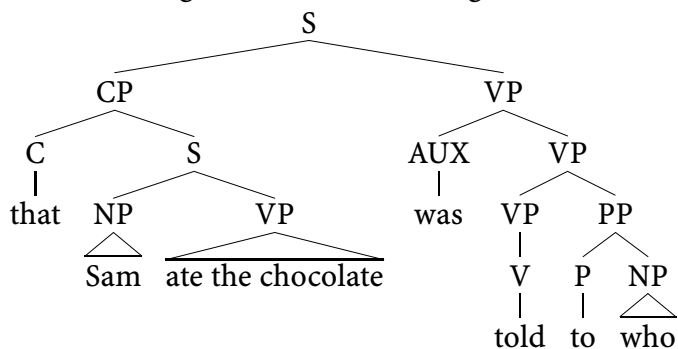 S
CP VP
C S AUX VP
that NP VP was VP PP
Sam ate the chocolate V P NP
told to who